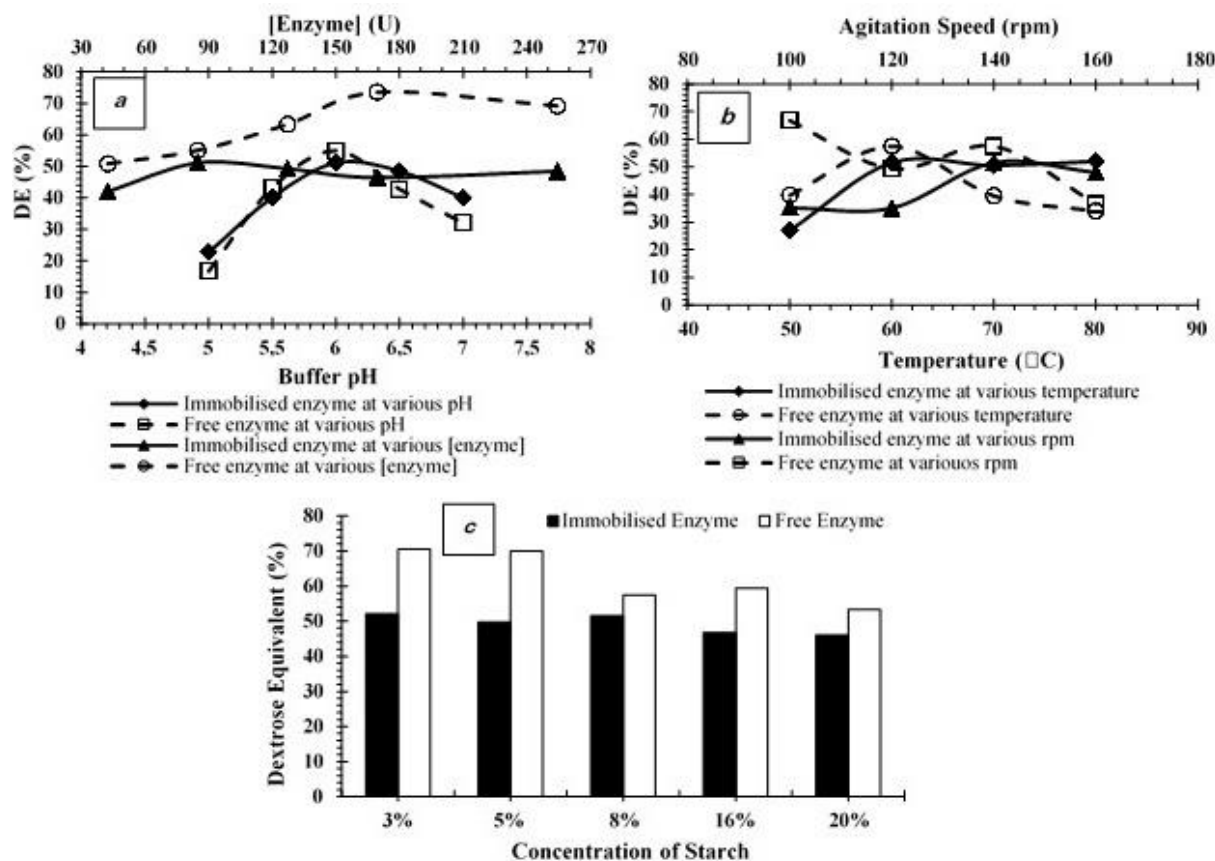 [Enzyme] (U)
30 60 90 120 150 180 210 240 270
a
80
70
60
50
40
30
20
10
0
DE (%)
4 4,5 5 5,5 6 6,5 7 7,5 8
Buffer pH
Immobilised enzyme at various pH
Free enzyme at various pH
Immobilised enzyme at various [enzyme]
Free enzyme at various [enzyme]
Agitation Speed (rpm)
80 100 120 140 160 180
b
80
70
60
50
40
30
20
10
0
DE (%)
40 50 60 70 80 90
Temperature (□C)
Immobilised enzyme at various temperature
Free enzyme at various temperature
Immobilised enzyme at various rpm
Free enzyme at variouos rpm
c
Immobilised Enzyme Free Enzyme
80
70
60
50
40
30
20
10
0
Dextrose Equivalent (%)
3% 5% 8% 16% 20%
Concentration of Starch